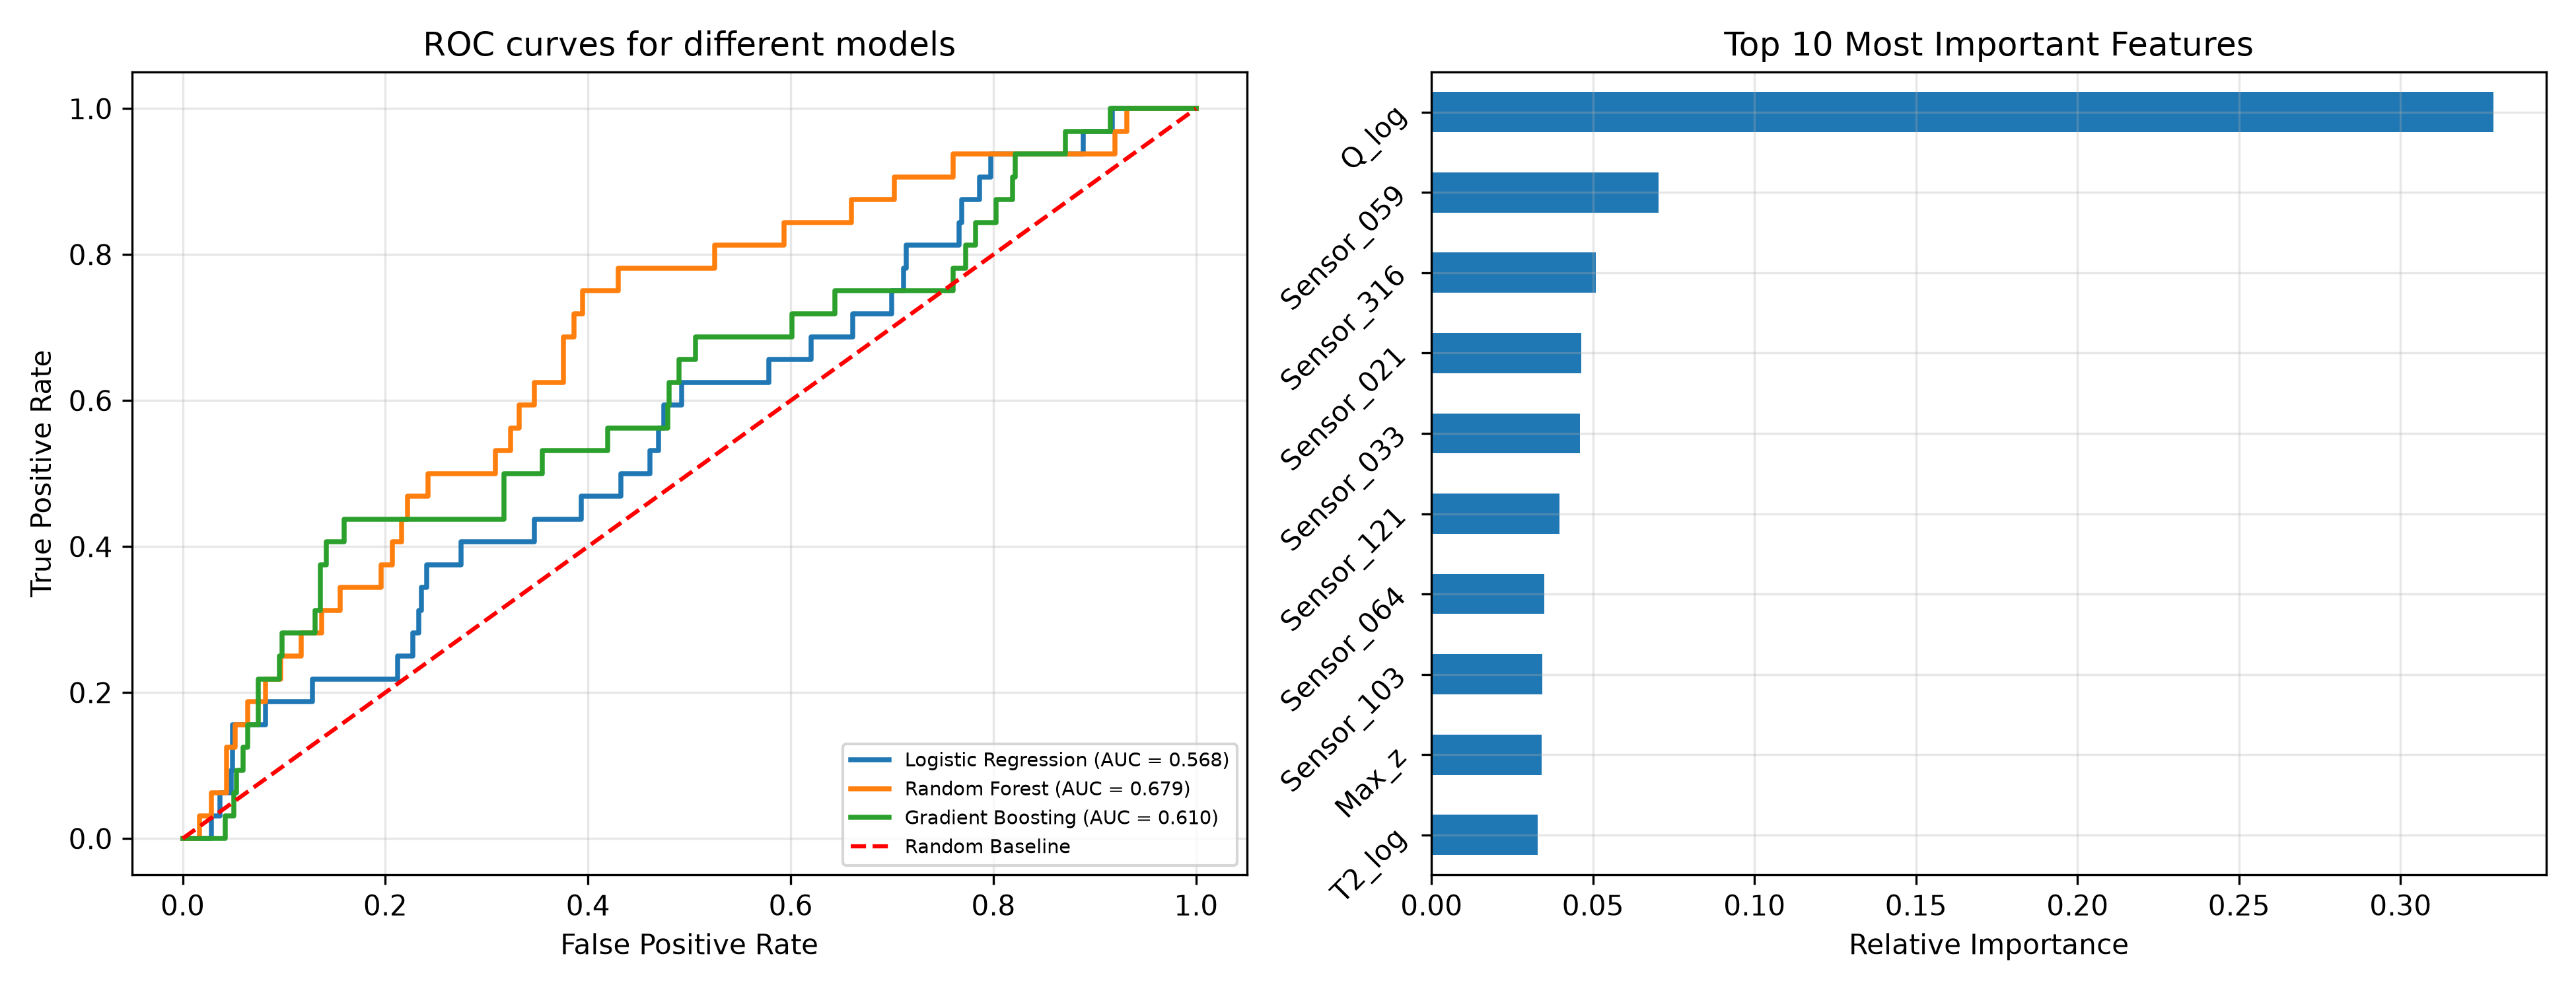 ROC curves for different models
True Positive Rate
1.0
0.8
0.6
0.4
0.2
0.0
0.0 0.2 0.4 0.6 0.8 1.0
False Positive Rate
Logistic Regression (AUC = 0.568)
Random Forest (AUC = 0.679)
Gradient Boosting (AUC = 0.610)
Random Baseline
Top 10 Most Important Features
Q_log
Sensor_059
Sensor_316
Sensor_021
Sensor_033
Sensor_121
Sensor_064
Sensor_103
Max_z
T2_log
0.00 0.05 0.10 0.15 0.20 0.25 0.30
Relative Importance